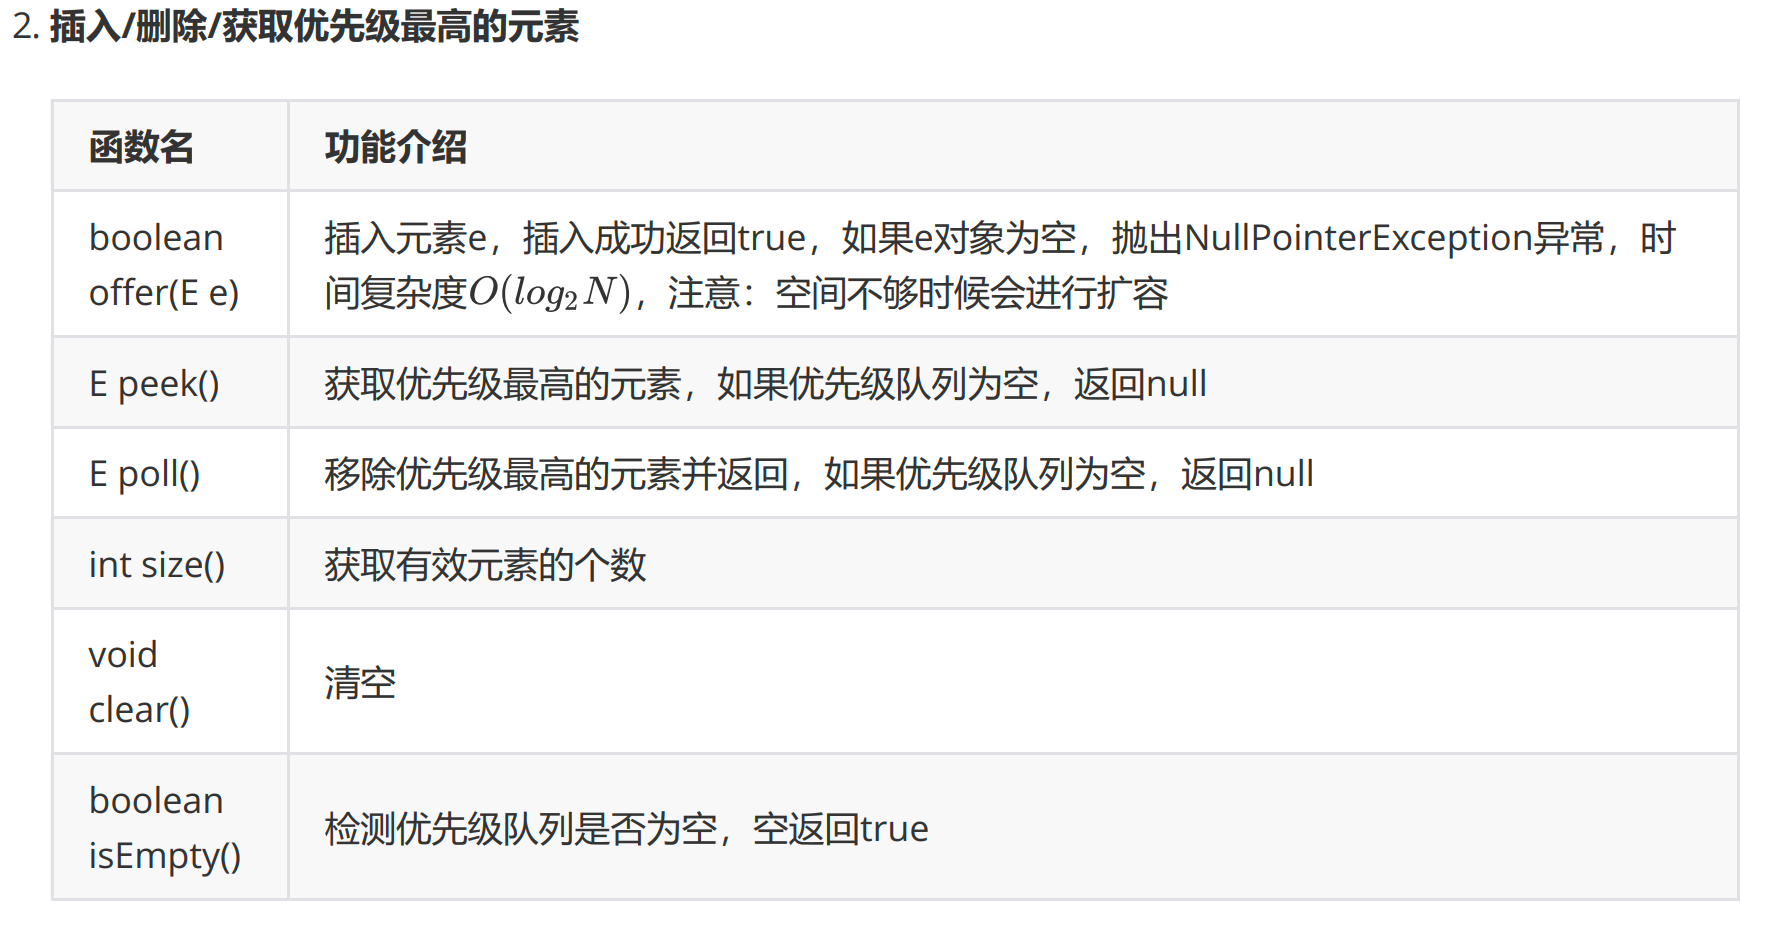 2. 插入/删除/获取优先级最高的元素
函数名
功能介绍
boolean
offer(E e)
插入元素e，插入成功返回true，如果e对象为空，抛出NullPointerException异常，时
间复杂度O(log₂N)，注意：空间不够时候会进行扩容
E peek()
获取优先级最高的元素，如果优先级队列为空，返回null
E poll()
移除优先级最高的元素并返回，如果优先级队列为空，返回null
int size()
获取有效元素的个数
void
clear()
清空
boolean
isEmpty()
检测优先级队列是否为空，空返回true